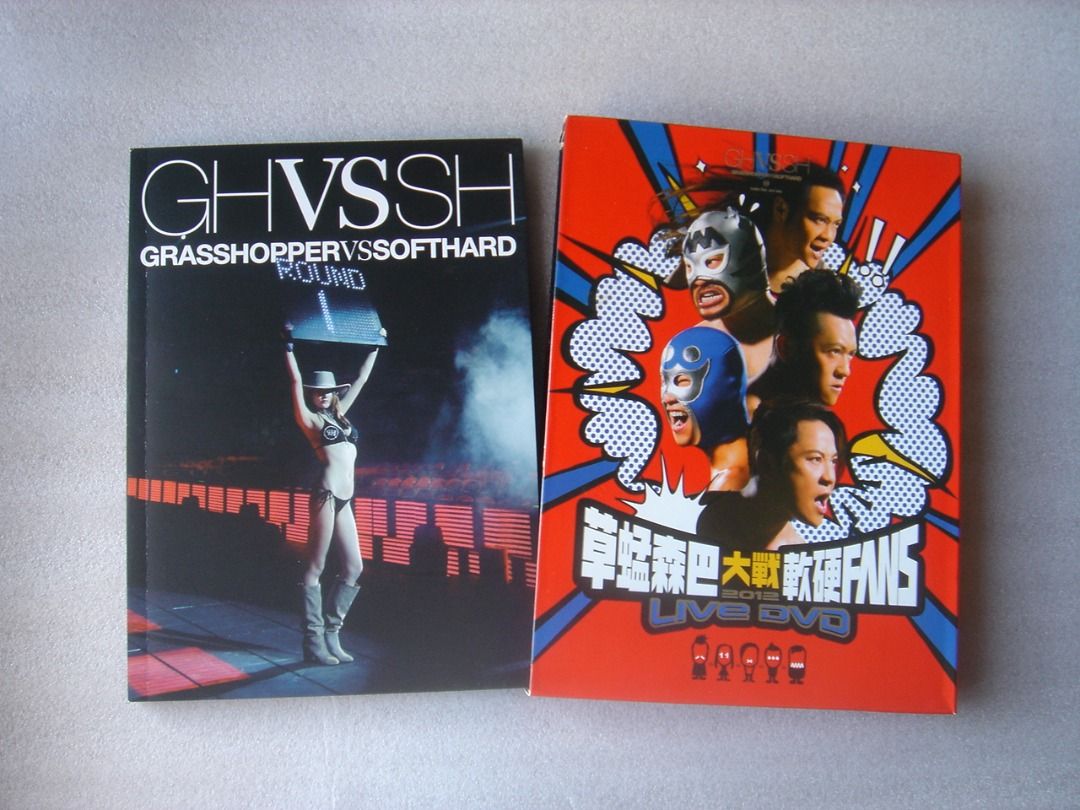 GHVSSH
GRASSHOPPERVSSOFTHARD
ROUND
1
GHVSSH
GRASSHOPPERVSSOFTHARD
草蜢森巴大戰軟硬FANS
2012
LIVE DVD